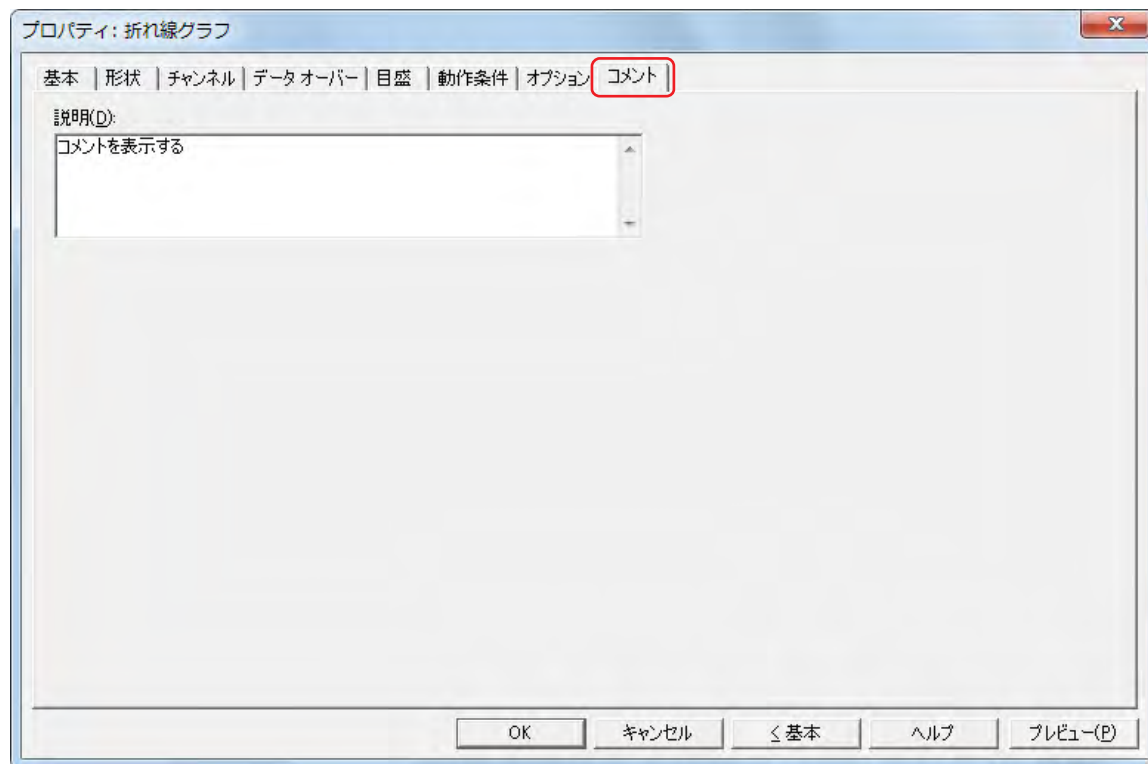 プロパティ: 折れ線グラフ
基本 形状 チャンネル データ オーバー 目盛 動作条件 オプション コメント
説明(D):
コメントを表示する
OK キャンセル < 基本 ヘルプ プレビュー(P)